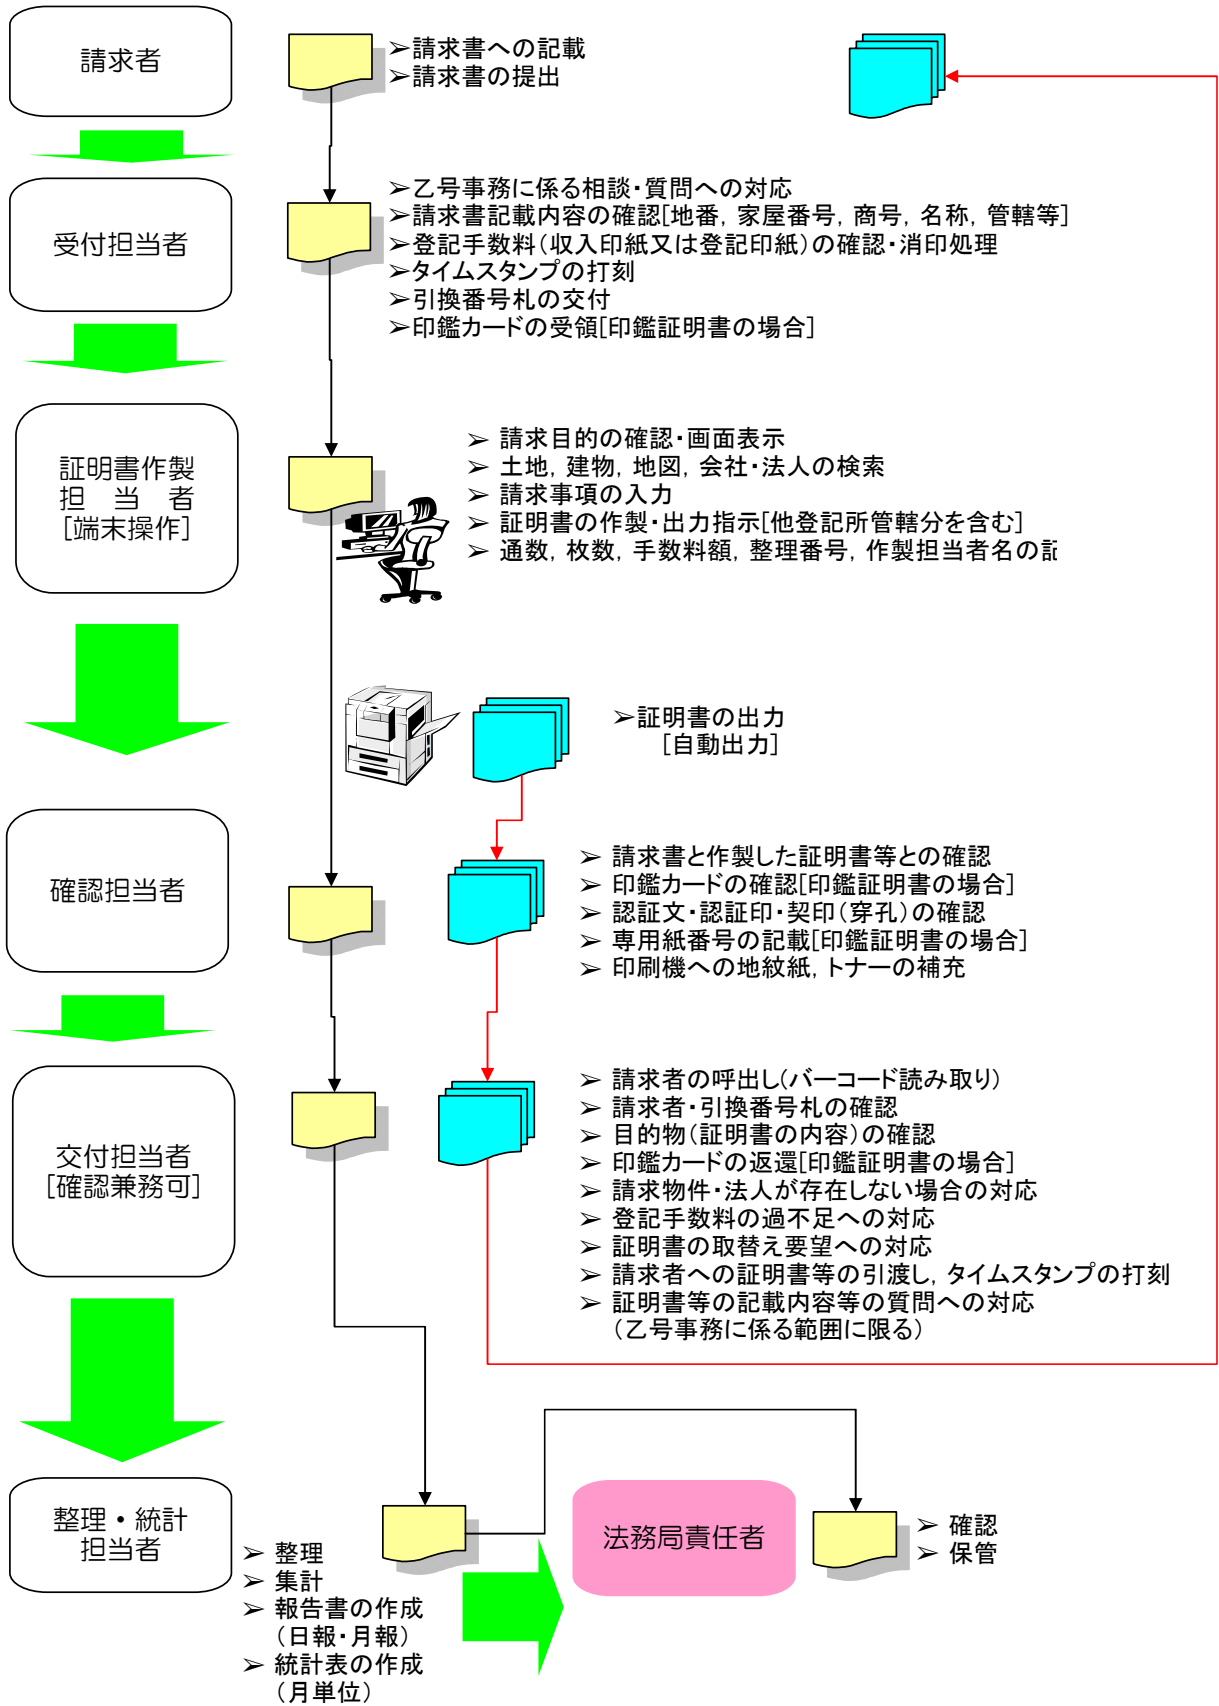 請求者
➢請求書への記載
➢請求書の提出
受付担当者
➢乙号事務に係る相談・質問への対応
➢請求書記載内容の確認[地番，家屋番号，商号，名称，管轄等]
➢登記手数料（収入印紙又は登記印紙）の確認・消印処理
➢タイムスタンプの打刻
➢引換番号札の交付
➢印鑑カードの受領[印鑑証明書の場合]
証明書作製
担　当　者
[端末操作]
➢ 請求目的の確認・画面表示
➢ 土地，建物，地図，会社・法人の検索
➢ 請求事項の入力
➢ 証明書の作製・出力指示[他登記所管轄分を含む]
➢ 通数，枚数，手数料額，整理番号，作製担当者名の記
➢証明書の出力
[自動出力]
確認担当者
➢ 請求書と作製した証明書等との確認
➢ 印鑑カードの確認[印鑑証明書の場合]
➢ 認証文・認証印・契印（穿孔）の確認
➢ 専用紙番号の記載[印鑑証明書の場合]
➢ 印刷機への地紋紙，トナーの補充
交付担当者
[確認兼務可]
➢ 請求者の呼出し(バーコード読み取り)
➢ 請求者・引換番号札の確認
➢ 目的物（証明書の内容）の確認
➢ 印鑑カードの返還[印鑑証明書の場合]
➢ 請求物件・法人が存在しない場合の対応
➢ 登記手数料の過不足への対応
➢ 証明書の取替え要望への対応
➢ 請求者への証明書等の引渡し，タイムスタンプの打刻
➢ 証明書等の記載内容等の質問への対応
（乙号事務に係る範囲に限る）
整理・統計
担当者
➢ 整理
➢ 集計
➢ 報告書の作成
（日報・月報）
➢ 統計表の作成
（月単位）
法務局責任者
➢ 確認
➢ 保管